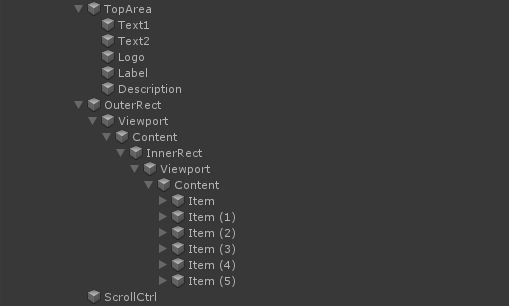 TopArea
Text1
Text2
Logo
Label
Description
OuterRect
Viewport
Content
InnerRect
Viewport
Content
Item
Item (1)
Item (2)
Item (3)
Item (4)
Item (5)
ScrollCtrl